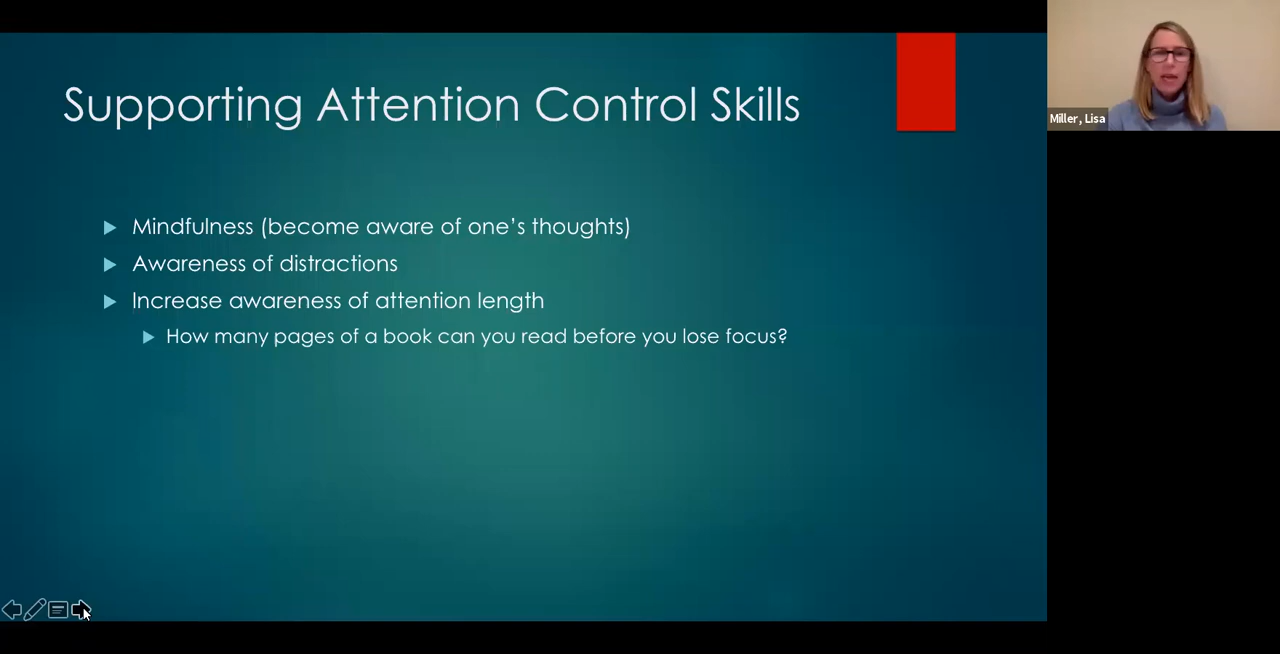 Supporting Attention Control Skills
Mindfulness (become aware of one’s thoughts)
Awareness of distractions
Increase awareness of attention length
How many pages of a book can you read before you lose focus?
Miller, Lisa